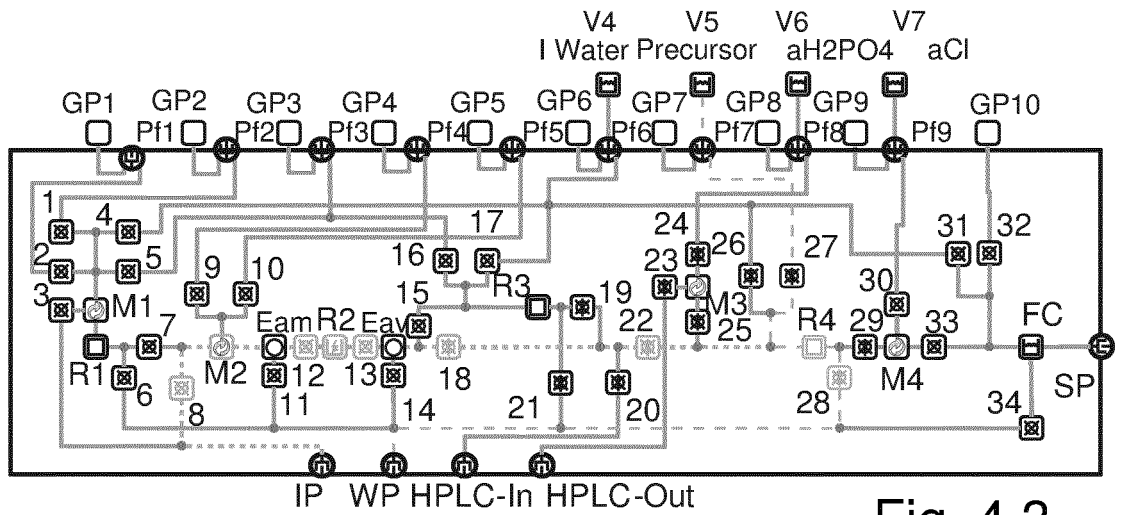 V4 V5 V6 V7
l Water Precursor aH2PO4 aCl
GP1 GP2 GP3 GP4 GP5 GP6 GP7 GP8 GP9 GP10
Pf1 Pf2 Pf3 Pf4 Pf5 Pf6 Pf7 Pf8 Pf9
1 4 17 24 31 32
2 5 9 10 16 23 26 27
3 M1 15 R3 19 M3 30
7 Eam R2 Eav 22 25 R4 29 33 FC
R1 M2 12 13 18 M4 SP
6 8 11 14 21 20 28 34
IP WP HPLC-In HPLC-Out